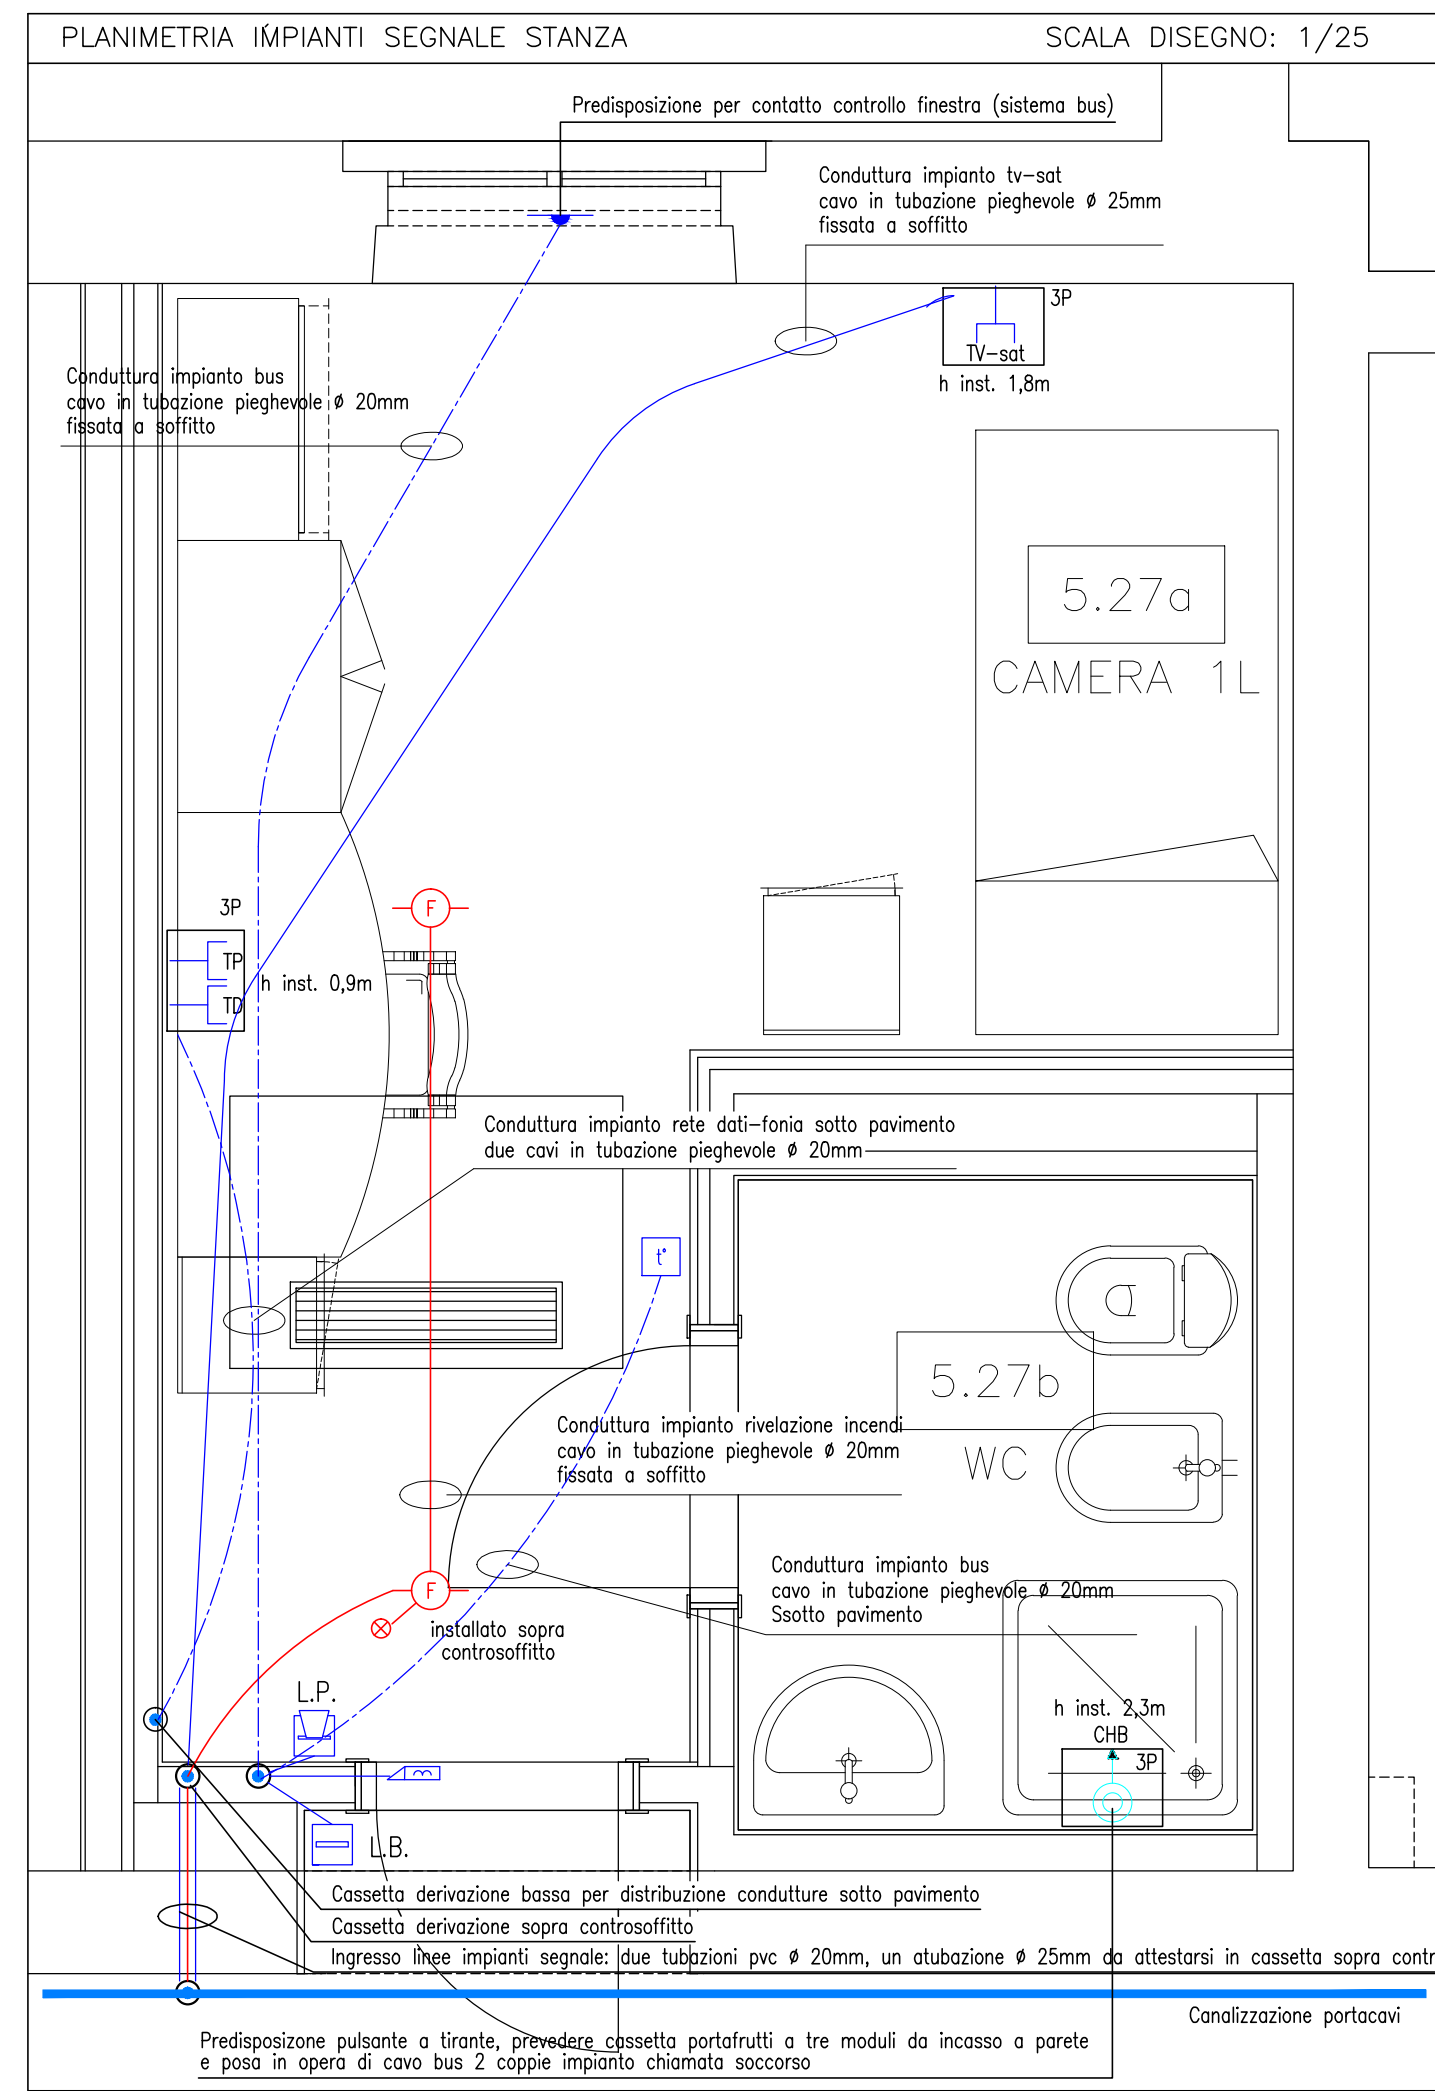 PLANIMETRIA IMPIANTI SEGNALE STANZA
SCALA DISEGNO: 1/25
Predisposizione per contatto controllo finestra (sistema bus)
Conduttura impianto tv-sat
cavo in tubazione pieghevole ø 25mm
fissata a soffitto
3P
TV-sat
h inst. 1,8m
Conduttura impianto bus
cavo in tubazione pieghevole ø 20mm
fissata a soffitto
5.27a
CAMERA 1L
3P
F
TP
h inst. 0,9m
TD
Conduttura impianto rete dati-fonia sotto pavimento
due cavi in tubazione pieghevole ø 20mm
t°
5.27b
Conduttura impianto rivelazione incendi
cavo in tubazione pieghevole ø 20mm
fissata a soffitto
WC
Conduttura impianto bus
cavo in tubazione pieghevole ø 20mm
Ssotto pavimento
F
installato sopra
controsoffitto
L.P.
h inst. 2,3m
CHB
3P
L.B.
Cassetta derivazione bassa per distribuzione condutture sotto pavimento
Cassetta derivazione sopra controsoffitto
Ingresso linee impianti segnale: due tubazioni pvc ø 20mm, un atubazione ø 25mm da attestarsi in cassetta sopra contr
Canalizzazione portacavi
Predisposizone pulsante a tirante, prevedere cassetta portafrutti a tre moduli da incasso a parete
e posa in opera di cavo bus 2 coppie impianto chiamata soccorso